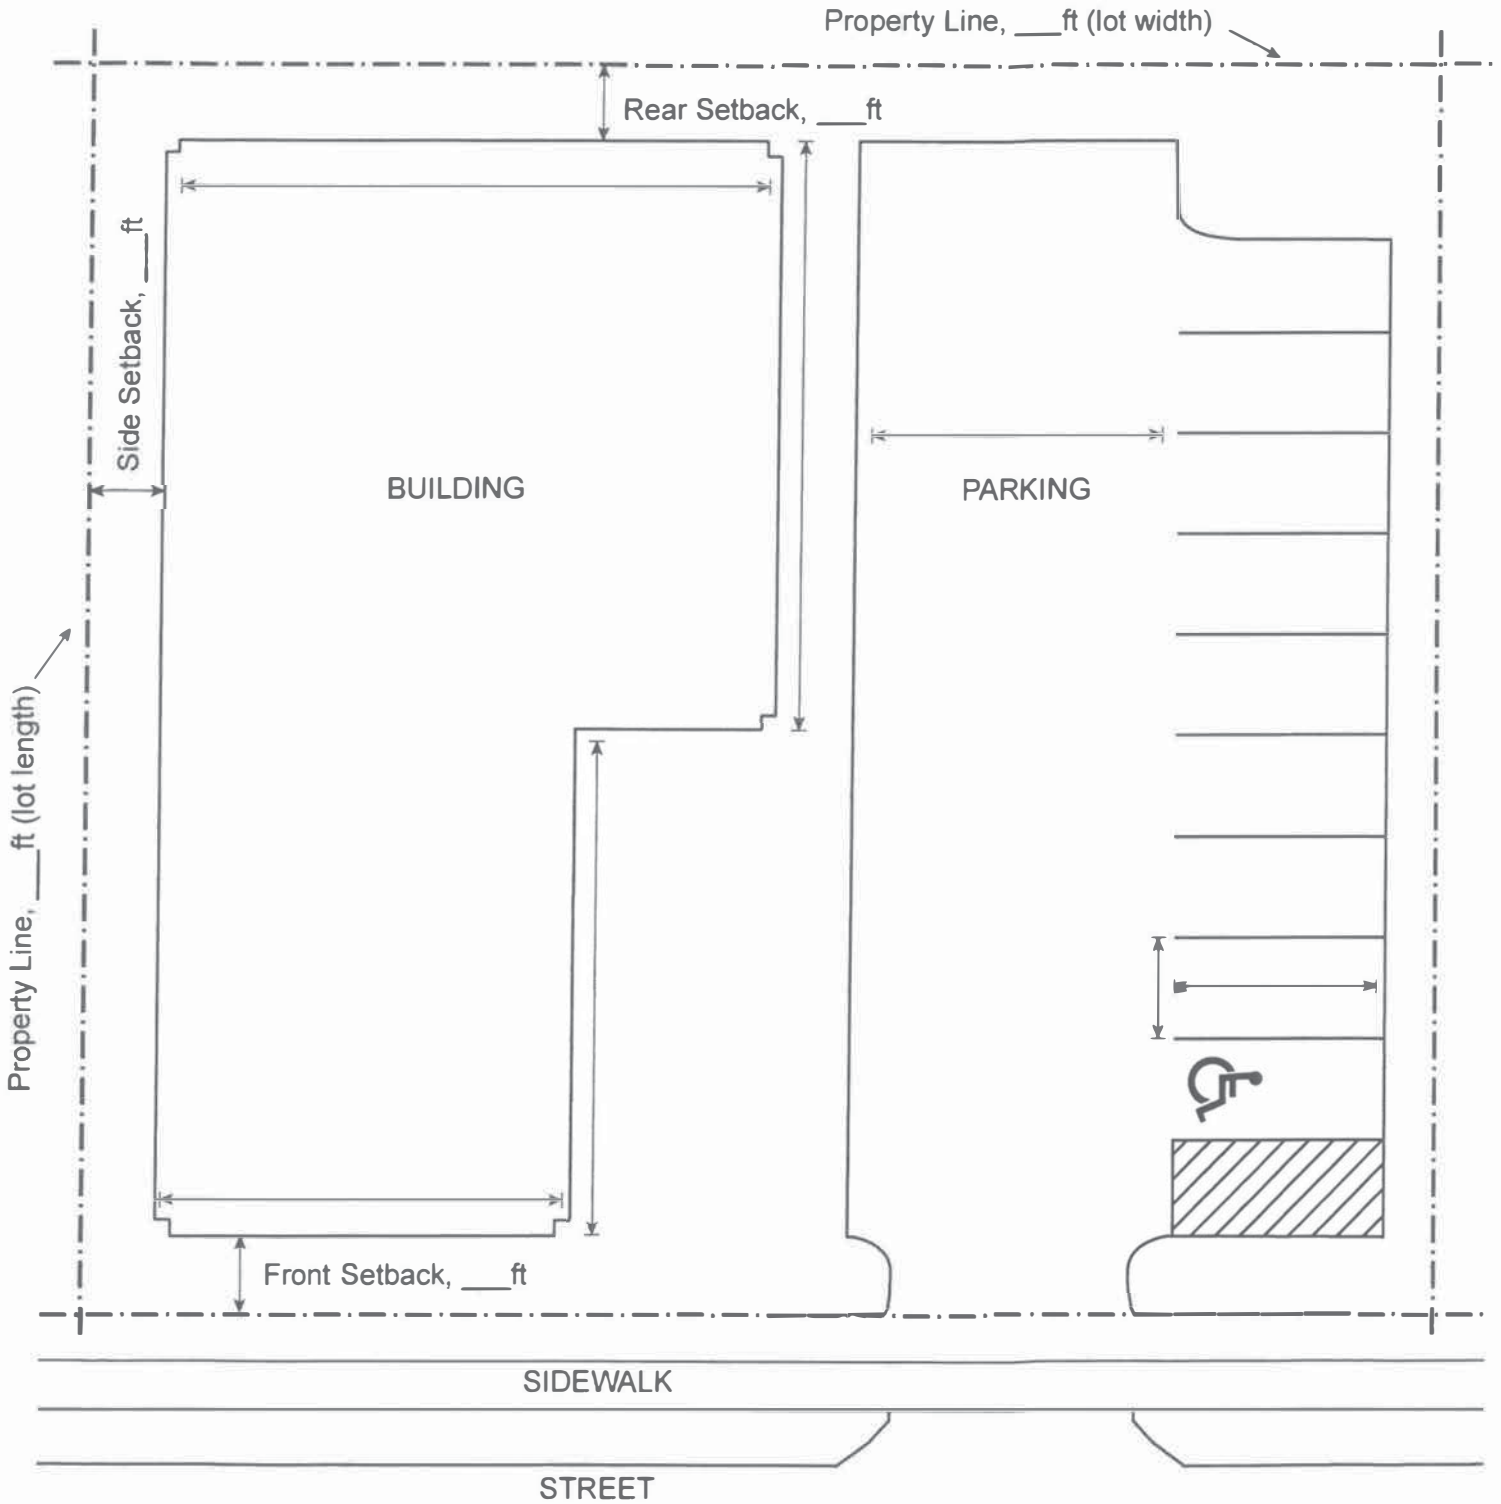 Property Line, ___ft (lot width)
Rear Setback, ___ft
Side Setback, ___ft
BUILDING
PARKING
Property Line, ___ft (lot length)
Front Setback, ___ft
SIDEWALK
STREET